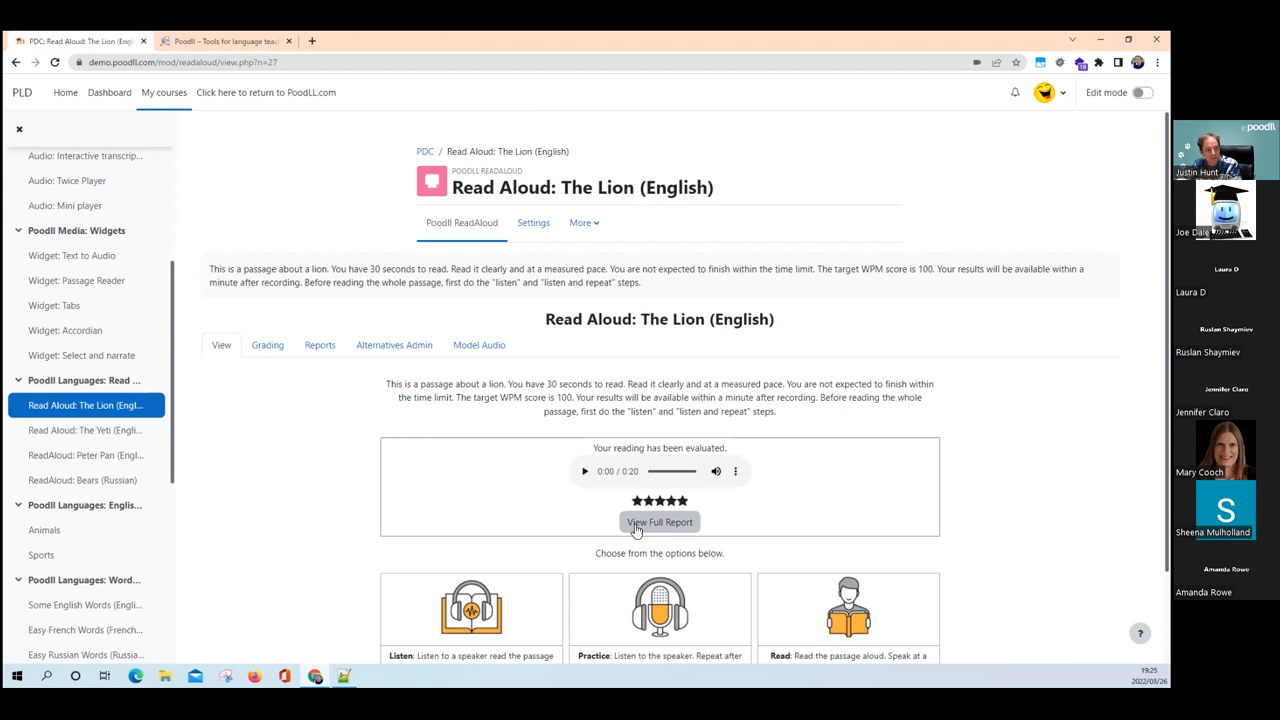 PDC: Read Aloud: The Lion (Engl
Poodll – Tools for language teac
demo.poodll.com/mod/readaloud/view.php?n=27
18
PLD
Home
Dashboard
My courses
Click here to return to PoodLL.com
Edit mode
Audio: Interactive transcrip...
Audio: Twice Player
Audio: Mini player
Poodll Media: Widgets
Widget: Text to Audio
Widget: Passage Reader
Widget: Tabs
Widget: Accordian
Widget: Select and narrate
Poodll Languages: Read ...
Read Aloud: The Lion (Engl...
Read Aloud: The Yeti (Engli...
ReadAloud: Peter Pan (Engl...
ReadAloud: Bears (Russian)
Poodll Languages: Englis...
Animals
Sports
Poodll Languages: Word...
Some English Words (Engli...
Easy French Words (French...
Easy Russian Words (Russia...
PDC / Read Aloud: The Lion (English)
POODLL READALOUD
Read Aloud: The Lion (English)
Poodll ReadAloud
Settings
More
This is a passage about a lion. You have 30 seconds to read. Read it clearly and at a measured pace. You are not expected to finish within the time limit. The target WPM score is 100. Your results will be available within a
minute after recording. Before reading the whole passage, first do the "listen" and "listen and repeat" steps.
Read Aloud: The Lion (English)
View
Grading
Reports
Alternatives Admin
Model Audio
This is a passage about a lion. You have 30 seconds to read. Read it clearly and at a measured pace. You are not expected to finish within
the time limit. The target WPM score is 100. Your results will be available within a minute after recording. Before reading the whole
passage, first do the "listen" and "listen and repeat" steps.
Your reading has been evaluated.
0:00 / 0:20
View Full Report
Choose from the options below.
Listen: Listen to a speaker read the passage
Practice: Listen to the speaker. Repeat after
Read: Read the passage aloud. Speak at a
?
19:25
2022/03/26
poodll
Justin Hunt
Joe Dale
Laura D
Laura D
Ruslan Shaymiev
Ruslan Shaymiev
Jennifer Claro
Jennifer Claro
Mary Cooch
S
Sheena Mulholland
Amanda Rowe
Amanda Rowe